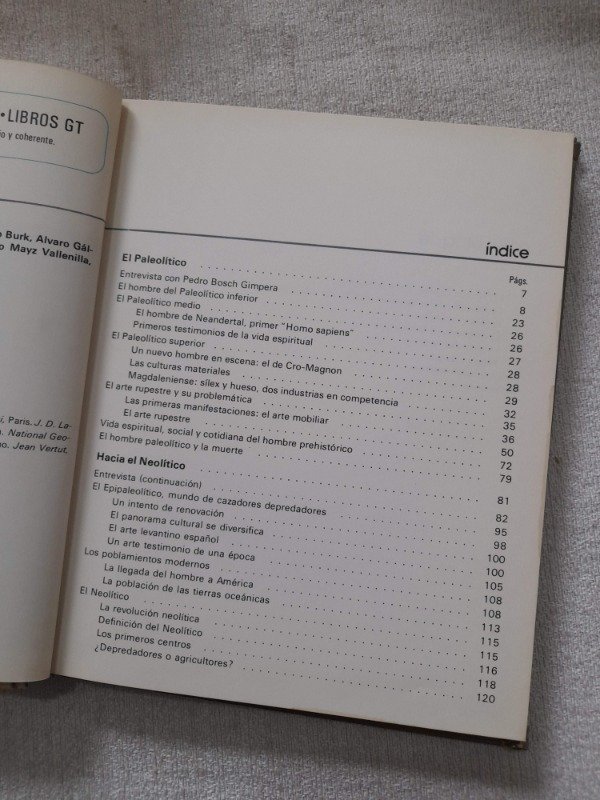 LIBROS GT
y coherente.
Burk, Alvaro Gál-
Mayz Vallenilla,
Paris. J. D. La-
National Geo-
Jean Vertut.
índice
Págs.
El Paleolítico 7
Entrevista con Pedro Bosch Gimpera 8
El hombre del Paleolítico inferior 23
El Paleolítico medio 26
El hombre de Neandertal, primer "Homo sapiens" 26
Primeros testimonios de la vida espiritual 27
El Paleolítico superior 28
Un nuevo hombre en escena: el de Cro-Magnon 28
Las culturas materiales 29
Magdaleniense: sílex y hueso, dos industrias en competencia 32
El arte rupestre y su problemática 35
Las primeras manifestaciones: el arte mobiliar 36
El arte rupestre 50
Vida espiritual, social y cotidiana del hombre prehistórico 72
El hombre paleolítico y la muerte 79
Hacia el Neolítico 81
Entrevista (continuación) 82
El Epipaleolítico, mundo de cazadores depredadores 95
Un intento de renovación 98
El panorama cultural se diversifica 100
El arte levantino español 100
Un arte testimonio de una época 105
Los poblamientos modernos 108
La llegada del hombre a América 108
La población de las tierras oceánicas 113
El Neolítico 115
La revolución neolítica 115
Definición del Neolítico 116
Los primeros centros 118
¿Depredadores o agricultores? 120